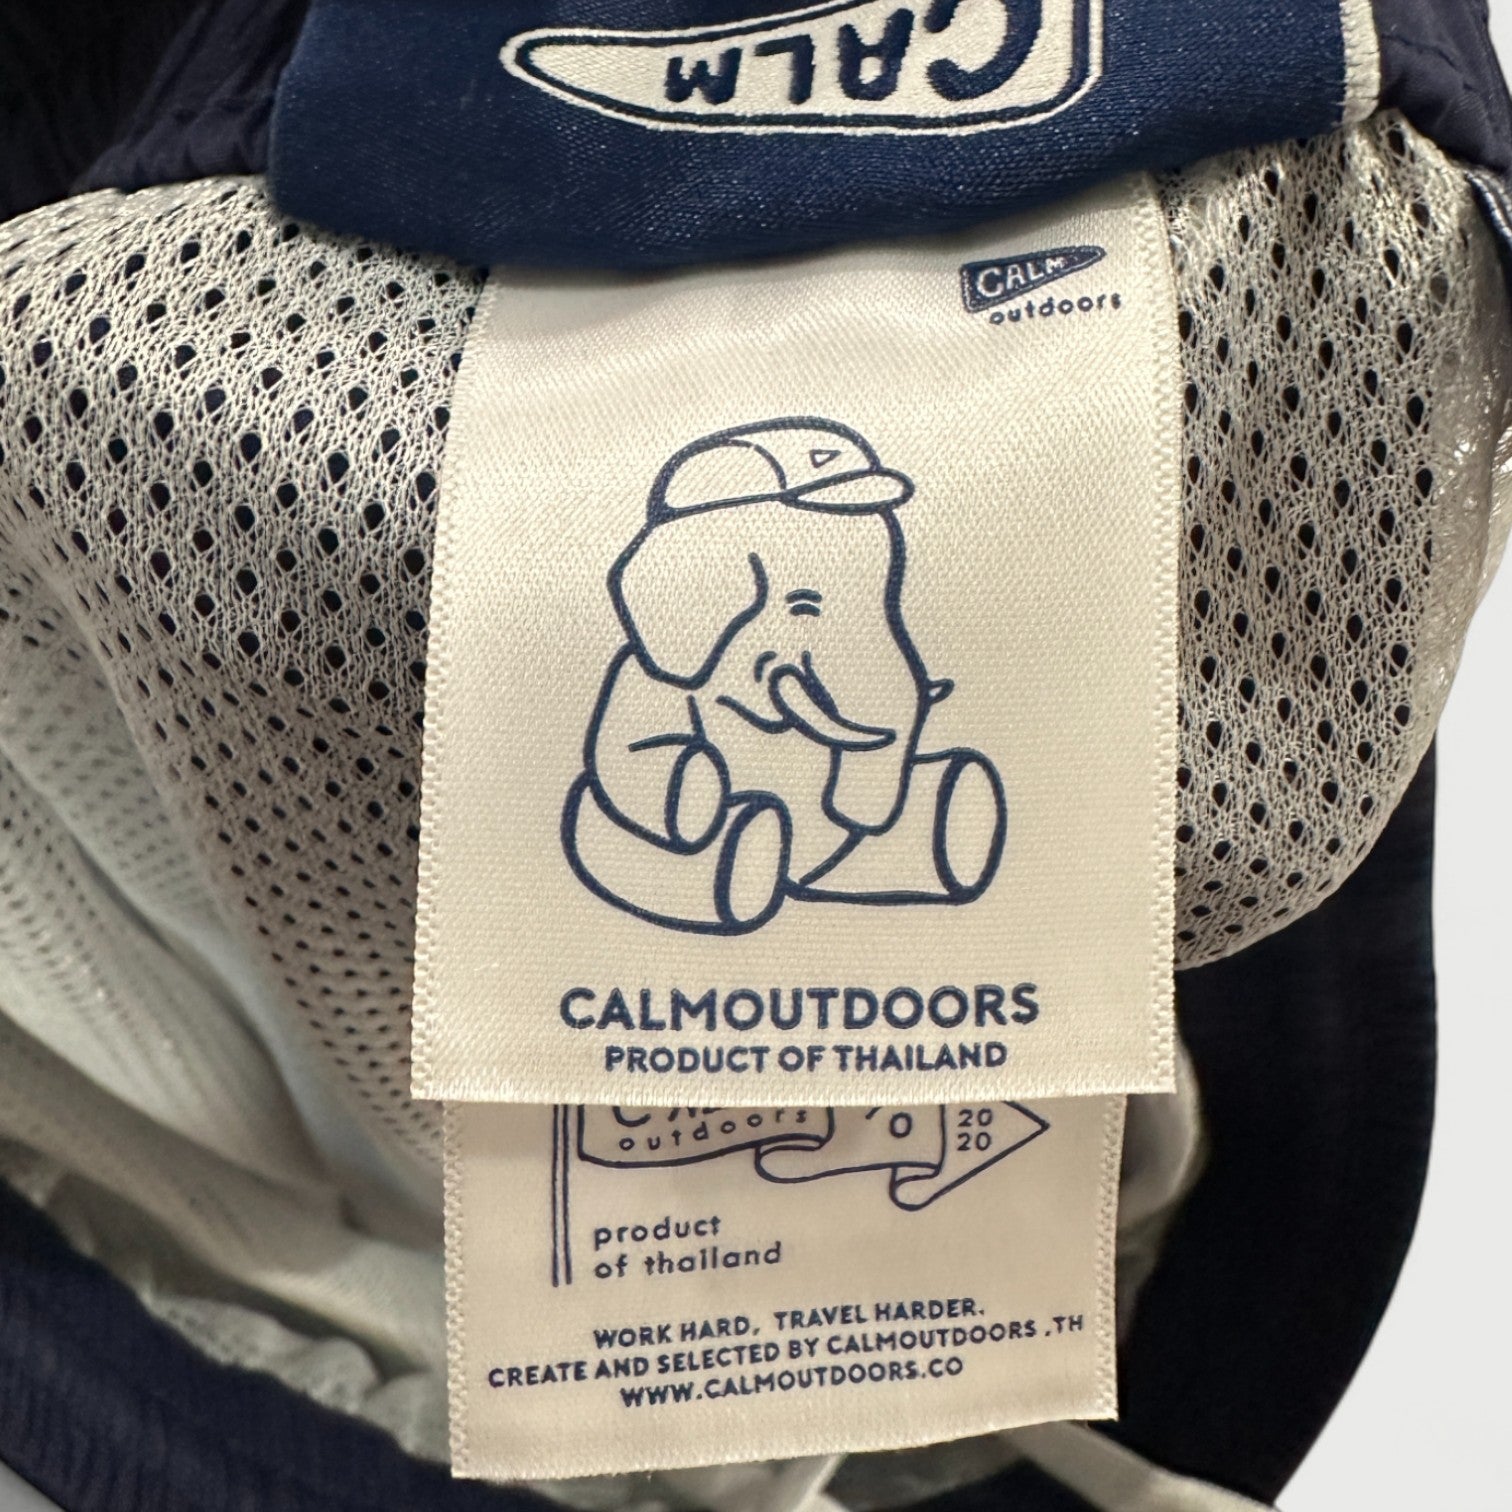 CALM
CALM
outdoors
CALMOUTDOORS
PRODUCT OF THAILAND
outdoors
20
20
product
of thailand
WORK HARD, TRAVEL HARDER.
CREATE AND SELECTED BY CALMOUTDOORS .TH
WWW.CALMOUTDOORS.CO